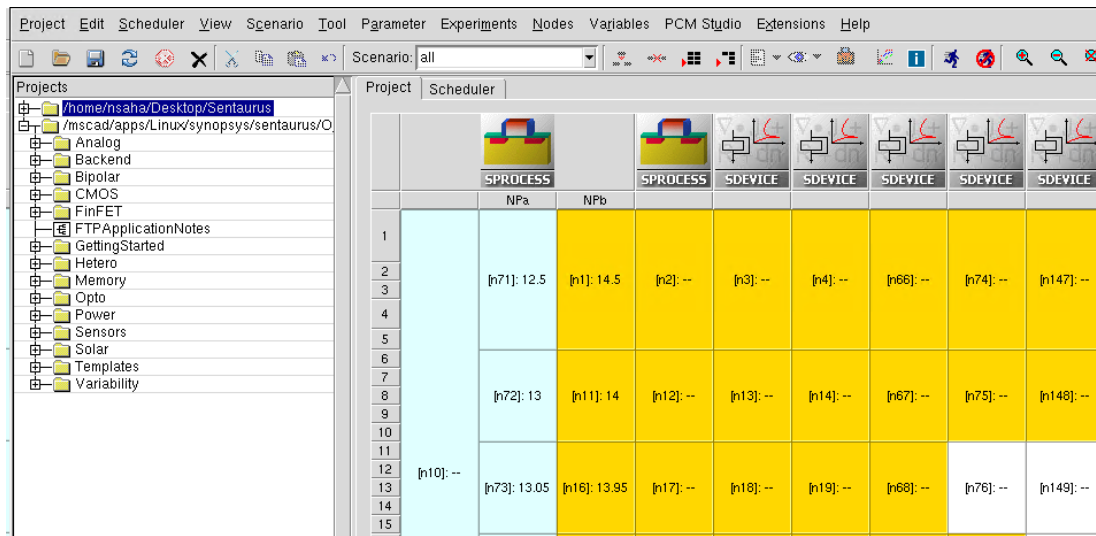 Project Edit Scheduler View Scenario Tool Parameter Experiments Nodes Variables PCM Studio Extensions Help
Scenario: all
Projects
/home/nsaha/Desktop/Sentaurus
/mscad/apps/Linux/synopsys/sentaurus/O
Analog
Backend
Bipolar
CMOS
FinFET
FTPApplicationNotes
GettingStarted
Hetero
Memory
Opto
Power
Sensors
Solar
Templates
Variability
Project Scheduler
SPROCESS SPROCESS SDEVICE SDEVICE SDEVICE SDEVICE SDEVICE
NPa NPb
1
2
3
4
5
[n71]: 12.5 [n1]: 14.5 [n2]: -- [n3]: -- [n4]: -- [n66]: -- [n74]: -- [n147]: --
6
7
8
9
10
[n72]: 13 [n11]: 14 [n12]: -- [n13]: -- [n14]: -- [n67]: -- [n75]: -- [n148]: --
11
12
13
14
15
[n10]: --
[n73]: 13.05 [n16]: 13.95 [n17]: -- [n18]: -- [n19]: -- [n68]: -- [n76]: -- [n149]: --